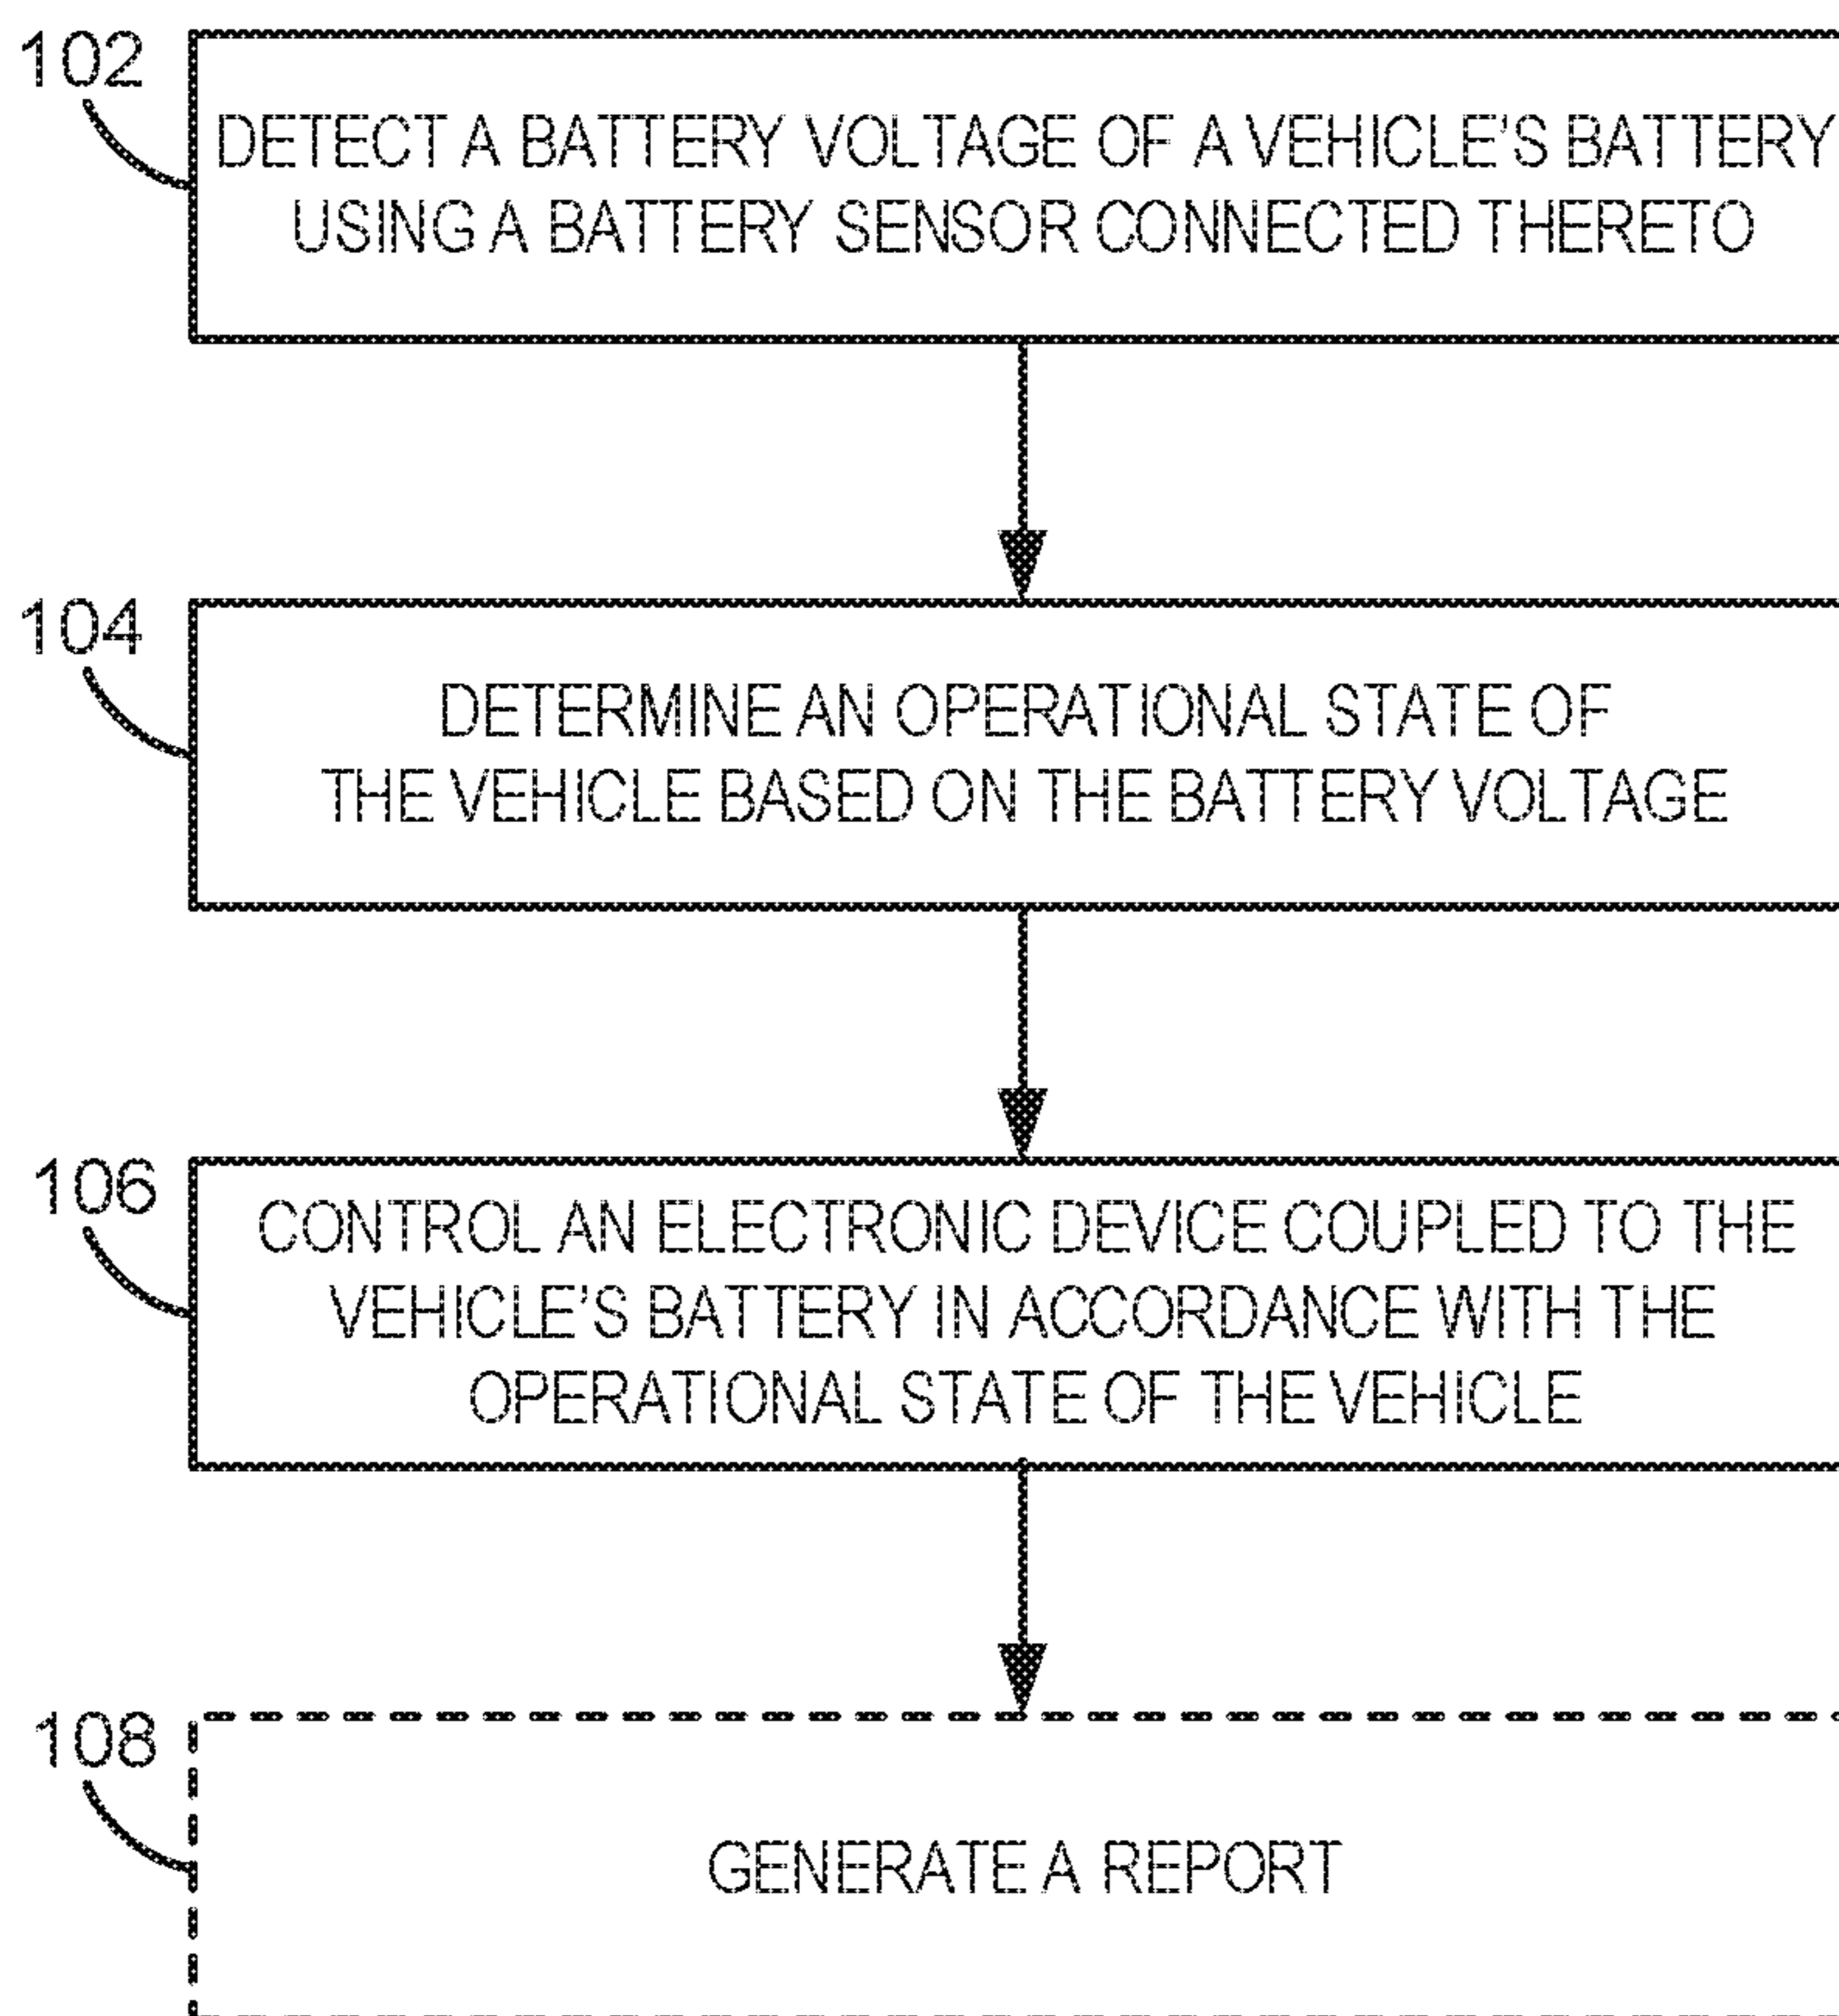 102
DETECT A BATTERY VOLTAGE OF A VEHICLE'S BATTERY
USING A BATTERY SENSOR CONNECTED THERETO
104
DETERMINE AN OPERATIONAL STATE OF
THE VEHICLE BASED ON THE BATTERY VOLTAGE
106
CONTROL AN ELECTRONIC DEVICE COUPLED TO THE
VEHICLE'S BATTERY IN ACCORDANCE WITH THE
OPERATIONAL STATE OF THE VEHICLE
108
GENERATE A REPORT